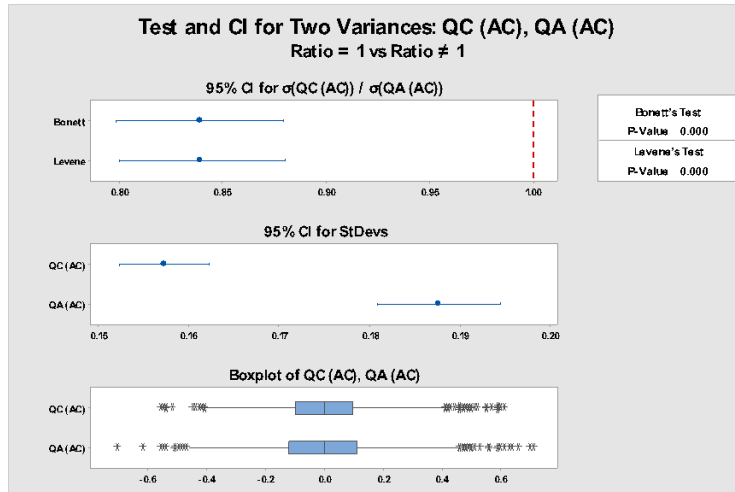 Test and CI for Two Variances: QC (AC), QA (AC)
Ratio = 1 vs Ratio ≠ 1
95% CI for σ(QC (AC)) / σ(QA (AC))
Bonett
Levene
0.80 0.85 0.90 0.95 1.00
Bonett's Test
P-Value 0.000
Levene's Test
P-Value 0.000
95% CI for StDevs
QC (AC)
QA (AC)
0.15 0.16 0.17 0.18 0.19 0.20
Boxplot of QC (AC), QA (AC)
QC (AC)
QA (AC)
-0.6 -0.4 -0.2 0.0 0.2 0.4 0.6